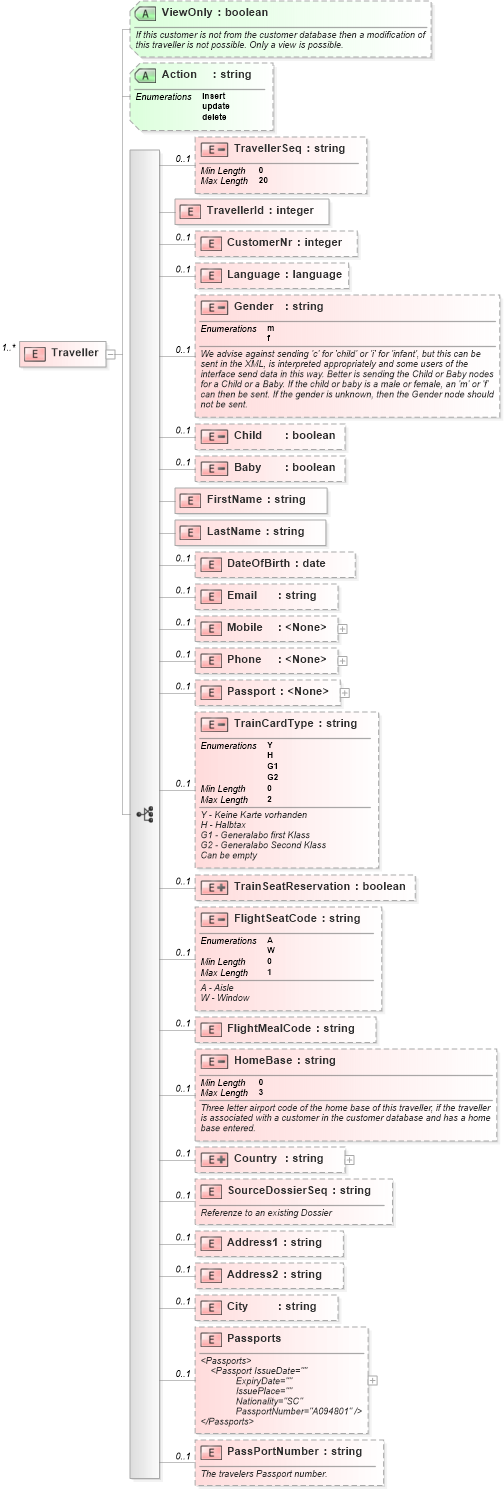 A ViewOnly : boolean
If this customer is not from the customer database then a modification of
this traveller is not possible. Only a view is possible.
A Action : string
Enumerations Insert
update
delete
0..1 E TravellerSeq : string
Min Length 0
Max Length 20
E TravellerId : integer
0..1 E CustomerNr : integer
0..1 E Language : language
E Gender : string
Enumerations m
f
1..* E Traveller
0..1 We advise against sending 'c' for 'child' or 'i' for 'infant', but this can be
sent in the XML, is interpreted appropriately and some users of the
interface send data in this way. Better is sending the Child or Baby nodes
for a Child or a Baby. If the child or baby is a male or female, an 'm' or 'f'
can then be sent. If the gender is unknown, then the Gender node should
not be sent.
0..1 E Child : boolean
0..1 E Baby : boolean
E FirstName : string
E LastName : string
0..1 E DateOfBirth : date
0..1 E Email : string
0..1 E Mobile : <None>
0..1 E Phone : <None>
0..1 E Passport : <None>
E TrainCardType : string
Enumerations Y
H
G1
G2
0..1 Min Length 0
Max Length 2
Y - Keine Karte vorhanden
H - Halbtax
G1 - Generalabo first Klass
G2 - Generalabo Second Klass
Can be empty
0..1 E TrainSeatReservation : boolean
E FlightSeatCode : string
Enumerations A
W
0..1 Min Length 0
Max Length 1
A - Aisle
W - Window
0..1 E FlightMealCode : string
E HomeBase : string
0..1 Min Length 0
Max Length 3
Three letter airport code of the home base of this traveller, if the traveller
is associated with a customer in the customer database and has a home
base entered.
0..1 E Country : string
0..1 E SourceDossierSeq : string
Referenze to an existing Dossier
0..1 E Address1 : string
0..1 E Address2 : string
0..1 E City : string
E Passports
<Passports>
0..1 <Passport IssueDate=""
ExpiryDate=""
IssuePlace=""
Nationality="SC"
PassportNumber="A094801" />
</Passports>
0..1 E PassPortNumber : string
The travelers Passport number.